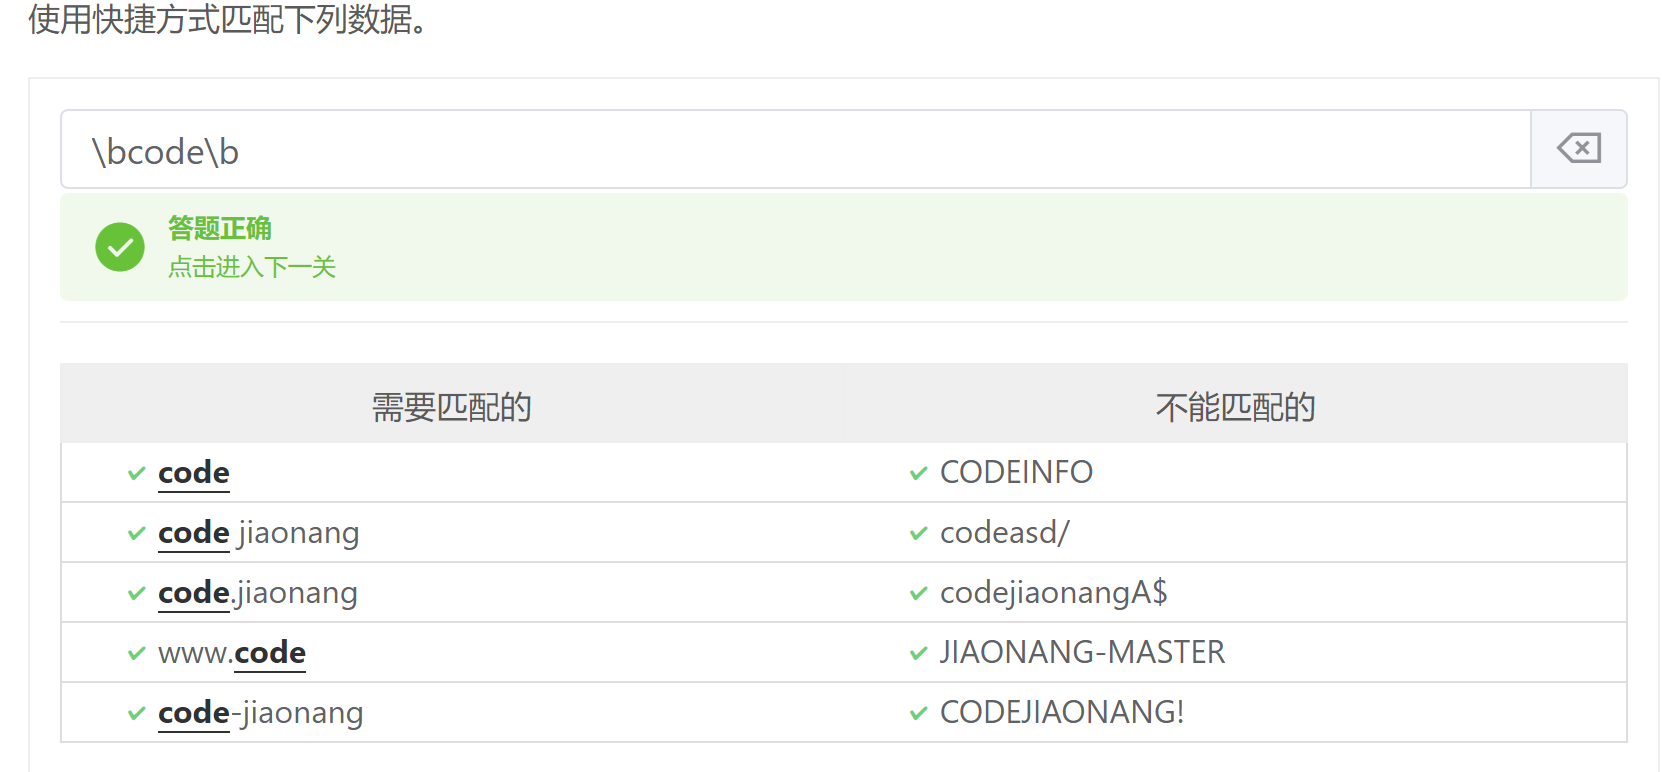 使用快捷方式匹配下列数据。
\bcode\b
答题正确
点击进入下一关
需要匹配的 不能匹配的
code CODEINFO
code jiaonang codeasd/
code.jiaonang codejiaonangA$
www.code JIAONANG-MASTER
code-jiaonang CODEJIAONANG!